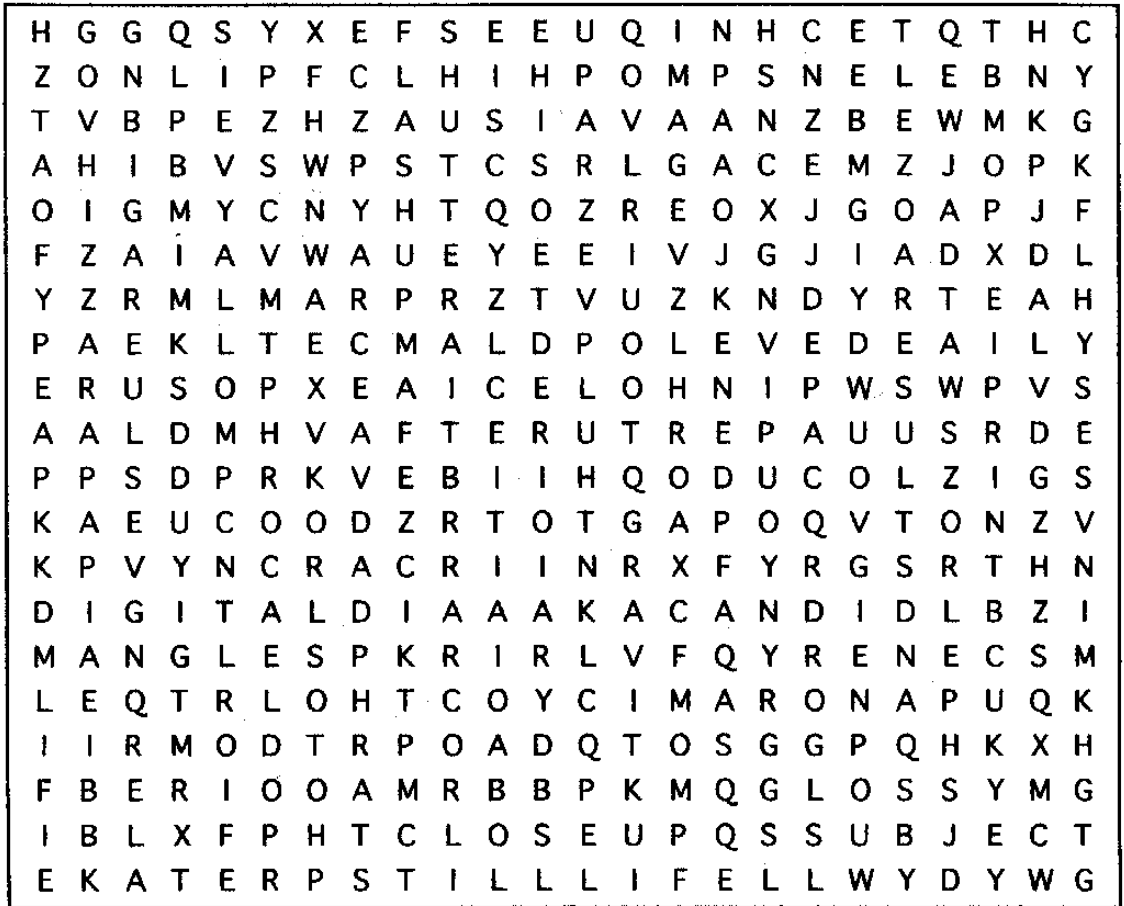 H G G Q S Y X E F S E E U Q I N H C E T Q T H C
Z O N L I P F C L H I H P O M P S N E L E B N Y
T V B P E Z H Z A U S I A V A A N Z B E W M K G
A H I B V S W P S T C S R L G A C E M Z J O P K
O I G M Y C N Y H T Q O Z R E O X J G O A P J F
F Z A I A V W A U E Y E E I V J G J I A D X D L
Y Z R M L M A R P R Z T V U Z K N D Y R T E A H
P A E K L T E C M A L D P O L E V E D E A I L Y
E R U S O P X E A I C E L O H N I P W S W P V S
A A L D M H V A F T E R U T R E P A U U S R D E
P P S D P R K V E B I I H Q O D U C O L Z I G S
K A E U C O O D Z R T O T G A P O Q V T O N Z V
K P V Y N C R A C R I I N R X F Y R G S R T H N
D I G I T A L D I A A A K A C A N D I D L B Z I
M A N G L E S P K R I R L V F Q Y R E N E C S M
L E Q T R L O H T C O Y C I M A R O N A P U Q K
I I R M O D T R P O A D Q T O S G G P Q H K X H
F B E R I O O A M R B B P K M Q G L O S S Y M G
I B L X F P H T C L O S E U P Q S S U B J E C T
E K A T E R P S T I L L L I F E L L W Y D Y W G